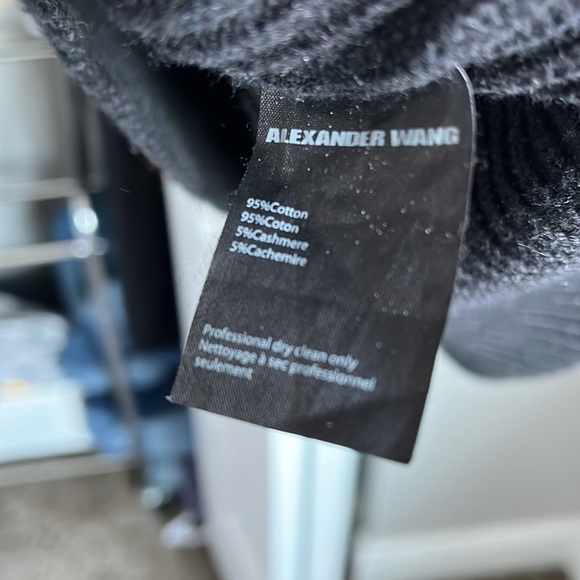 ALEXANDER WANG
95%Cotton
95%Coton
5%Cashmere
5%Cachemire
Professional dry clean only
Nettoyage à sec professionnel
seulement